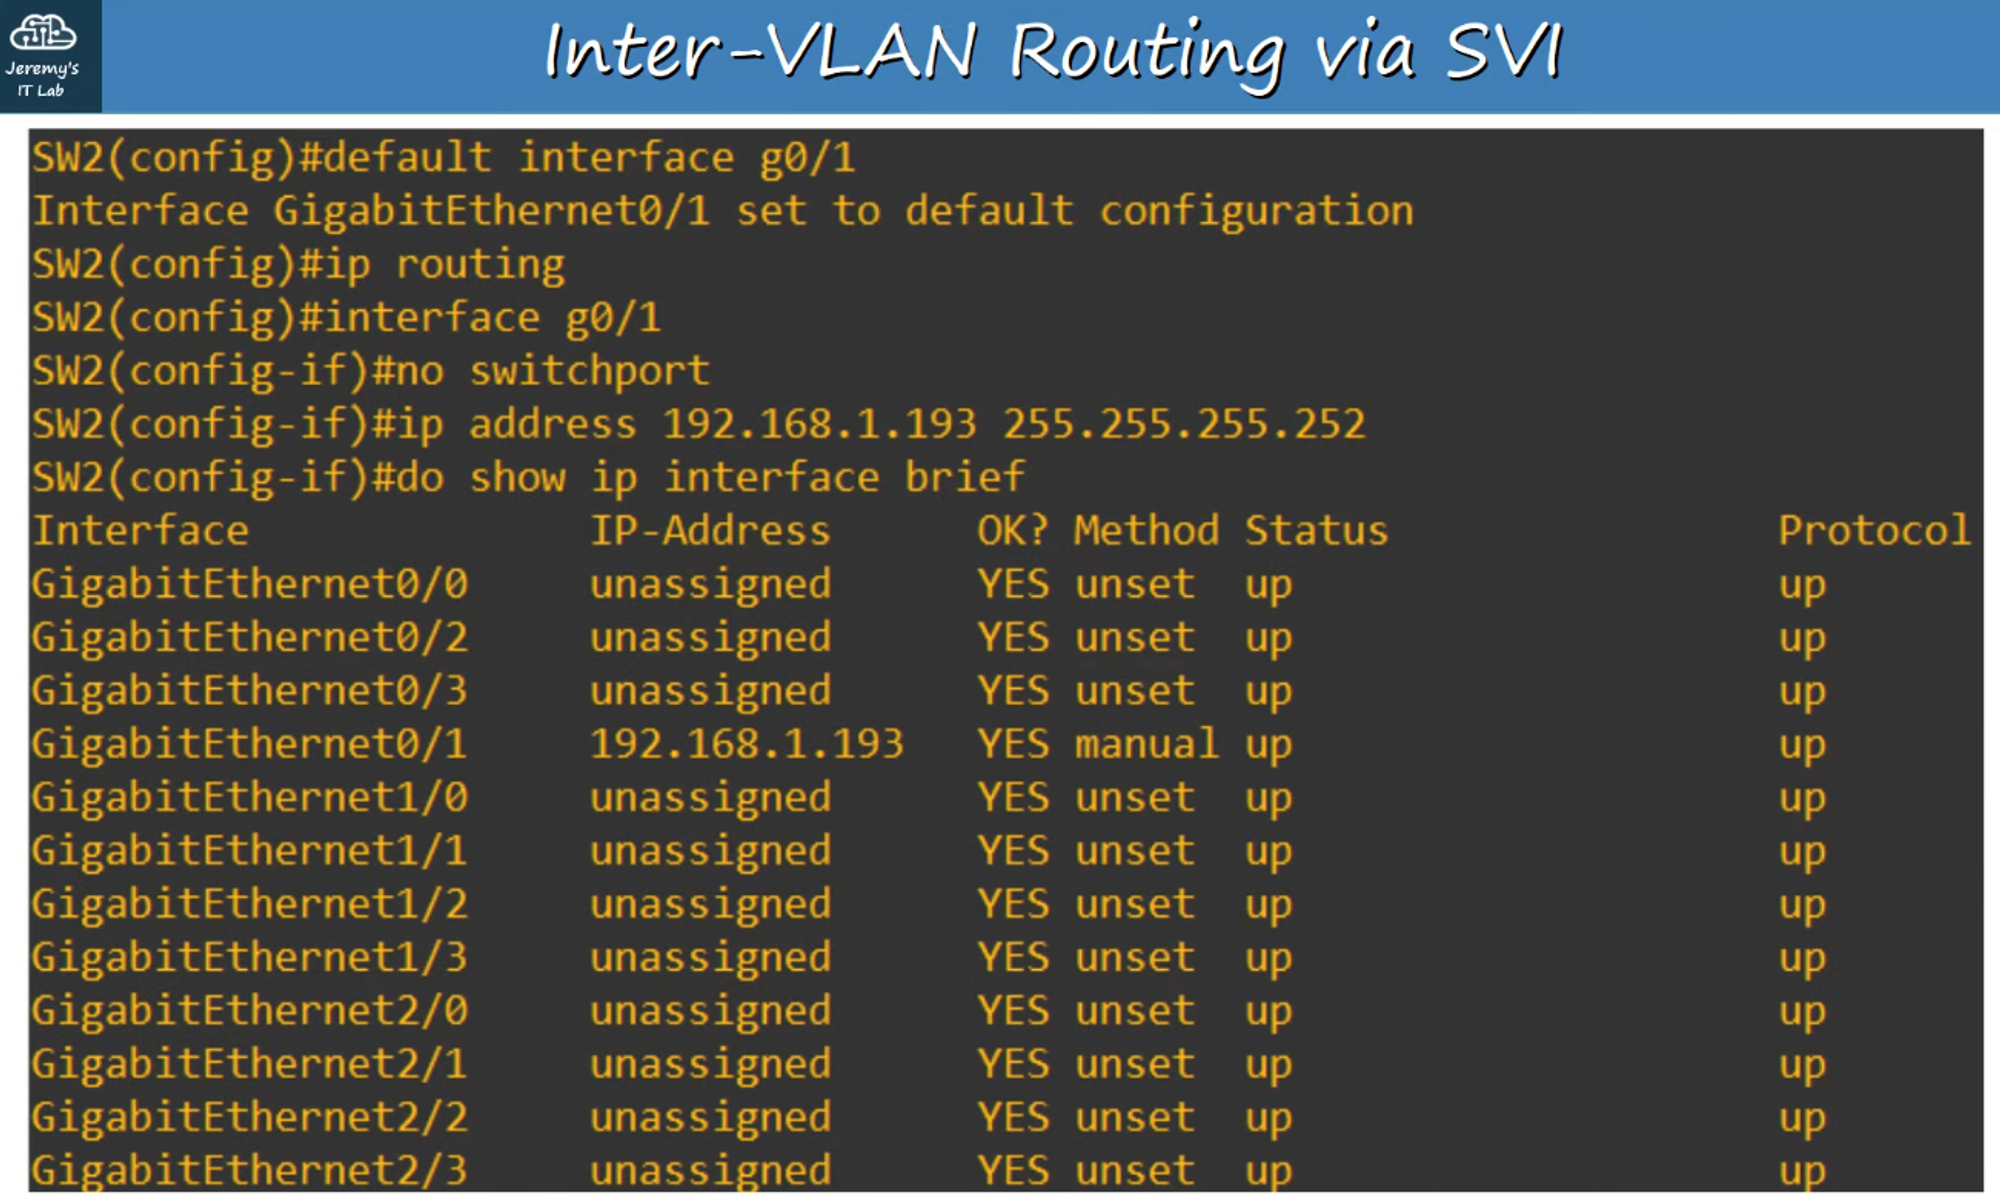 Jeremy's
IT Lab
Inter-VLAN Routing via SVI
SW2(config)#default interface g0/1
Interface GigabitEthernet0/1 set to default configuration
SW2(config)#ip routing
SW2(config)#interface g0/1
SW2(config-if)#no switchport
SW2(config-if)#ip address 192.168.1.193 255.255.255.252
SW2(config-if)#do show ip interface brief
Interface IP-Address OK? Method Status Protocol
GigabitEthernet0/0 unassigned YES unset up up
GigabitEthernet0/2 unassigned YES unset up up
GigabitEthernet0/3 unassigned YES unset up up
GigabitEthernet0/1 192.168.1.193 YES manual up up
GigabitEthernet1/0 unassigned YES unset up up
GigabitEthernet1/1 unassigned YES unset up up
GigabitEthernet1/2 unassigned YES unset up up
GigabitEthernet1/3 unassigned YES unset up up
GigabitEthernet2/0 unassigned YES unset up up
GigabitEthernet2/1 unassigned YES unset up up
GigabitEthernet2/2 unassigned YES unset up up
GigabitEthernet2/3 unassigned YES unset up up